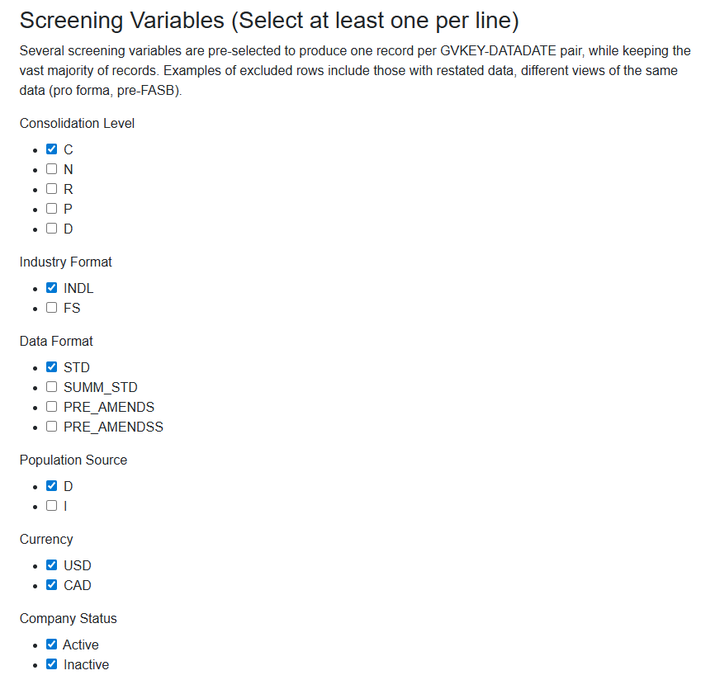 Screening Variables (Select at least one per line)
Several screening variables are pre-selected to produce one record per GVKEY-DATADATE pair, while keeping the
vast majority of records. Examples of excluded rows include those with restated data, different views of the same
data (pro forma, pre-FASB).
Consolidation Level
C
N
R
P
D
Industry Format
INDL
FS
Data Format
STD
SUMM_STD
PRE_AMENDS
PRE_AMENDSS
Population Source
D
I
Currency
USD
CAD
Company Status
Active
Inactive